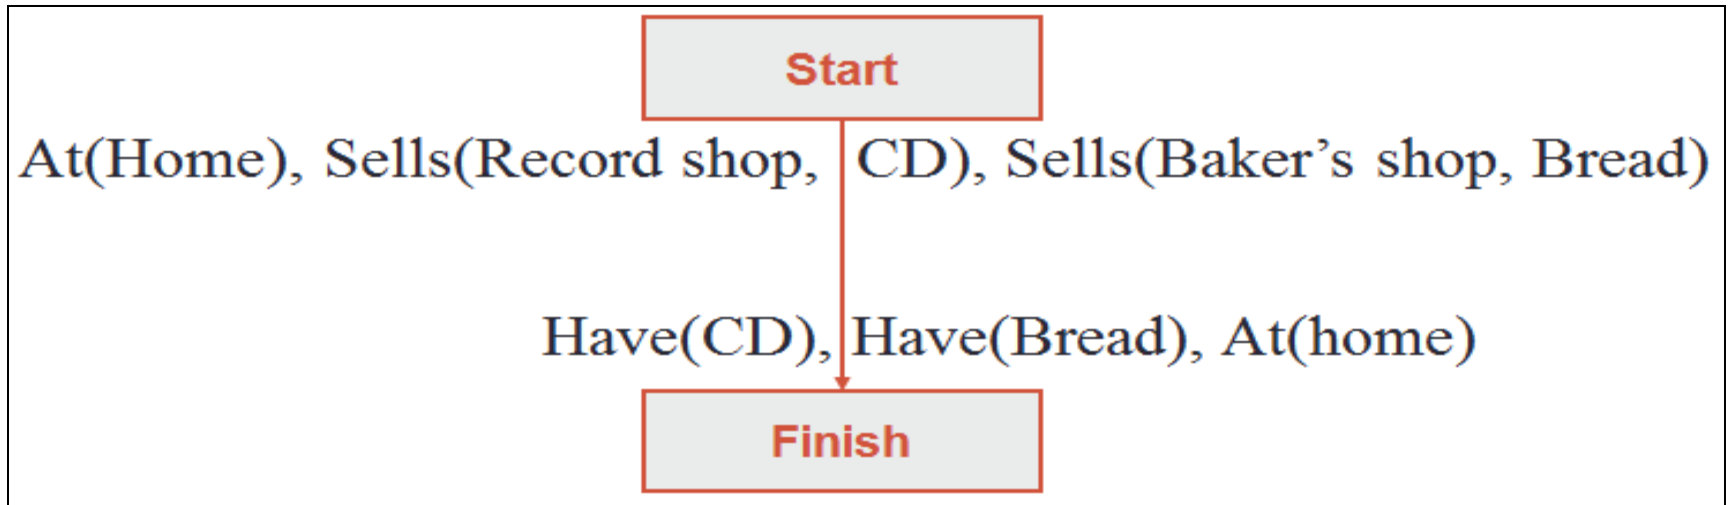 Start
At(Home), Sells(Record shop, CD), Sells(Baker’s shop, Bread)
Have(CD), Have(Bread), At(home)
Finish